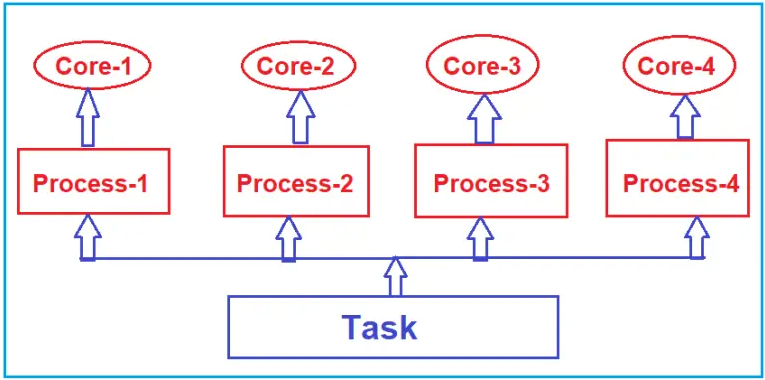 Core-1
Core-2
Core-3
Core-4
Process-1
Process-2
Process-3
Process-4
Task